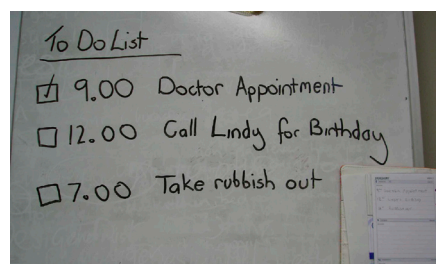 To Do List
☑ 9.00 Doctor Appointment
☐ 12.00 Call Lindy for Birthday
☐ 7.00 Take rubbish out